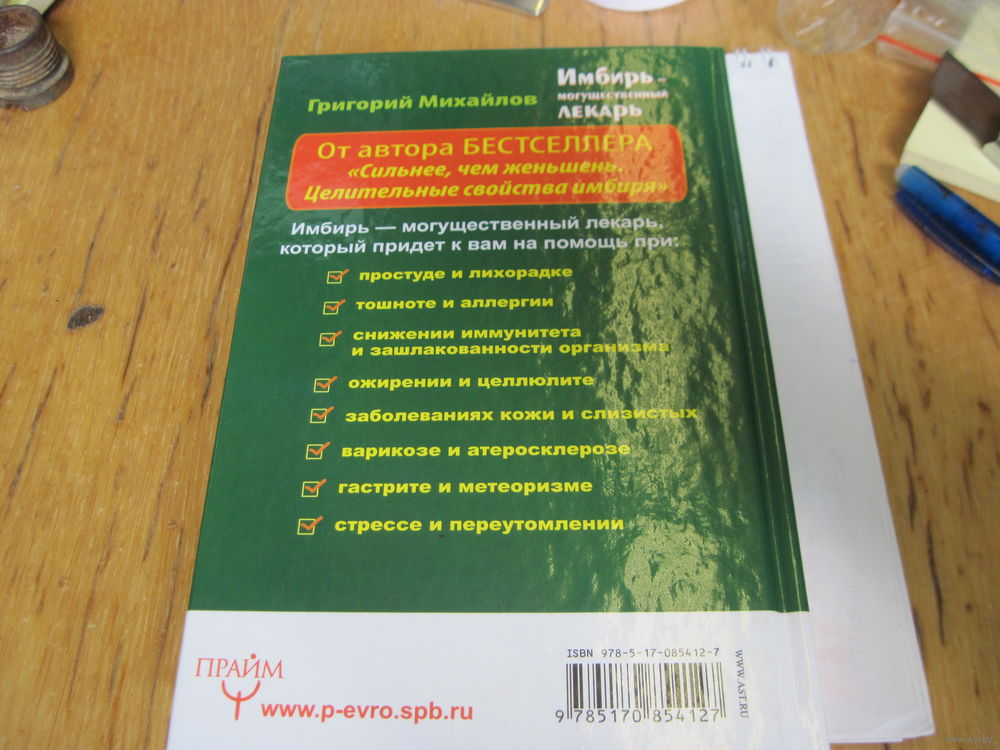 Григорий Михайлов
Имбирь –
могущественный
ЛЕКАРЬ
От автора БЕСТСЕЛЛЕРА
«Сильнее, чем женьшень.
Целительные свойства имбиря»
Имбирь — могущественный лекарь,
который придет к вам на помощь при:
простуде и лихорадке
тошноте и аллергии
снижении иммунитета
и зашлакованности организма
ожирении и целлюлите
заболеваниях кожи и слизистых
варикозе и атеросклерозе
гастрите и метеоризме
стрессе и переутомлении
ПРАЙМ
www.p-evro.spb.ru
ISBN 978-5-17-085412-7
9 785170 854127
WWW.AST.RU